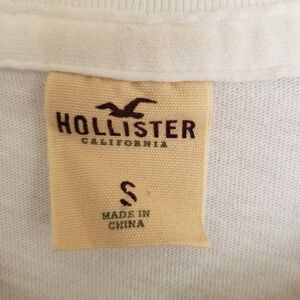 HOLLISTER
CALIFORNIA
S
MADE IN
CHINA